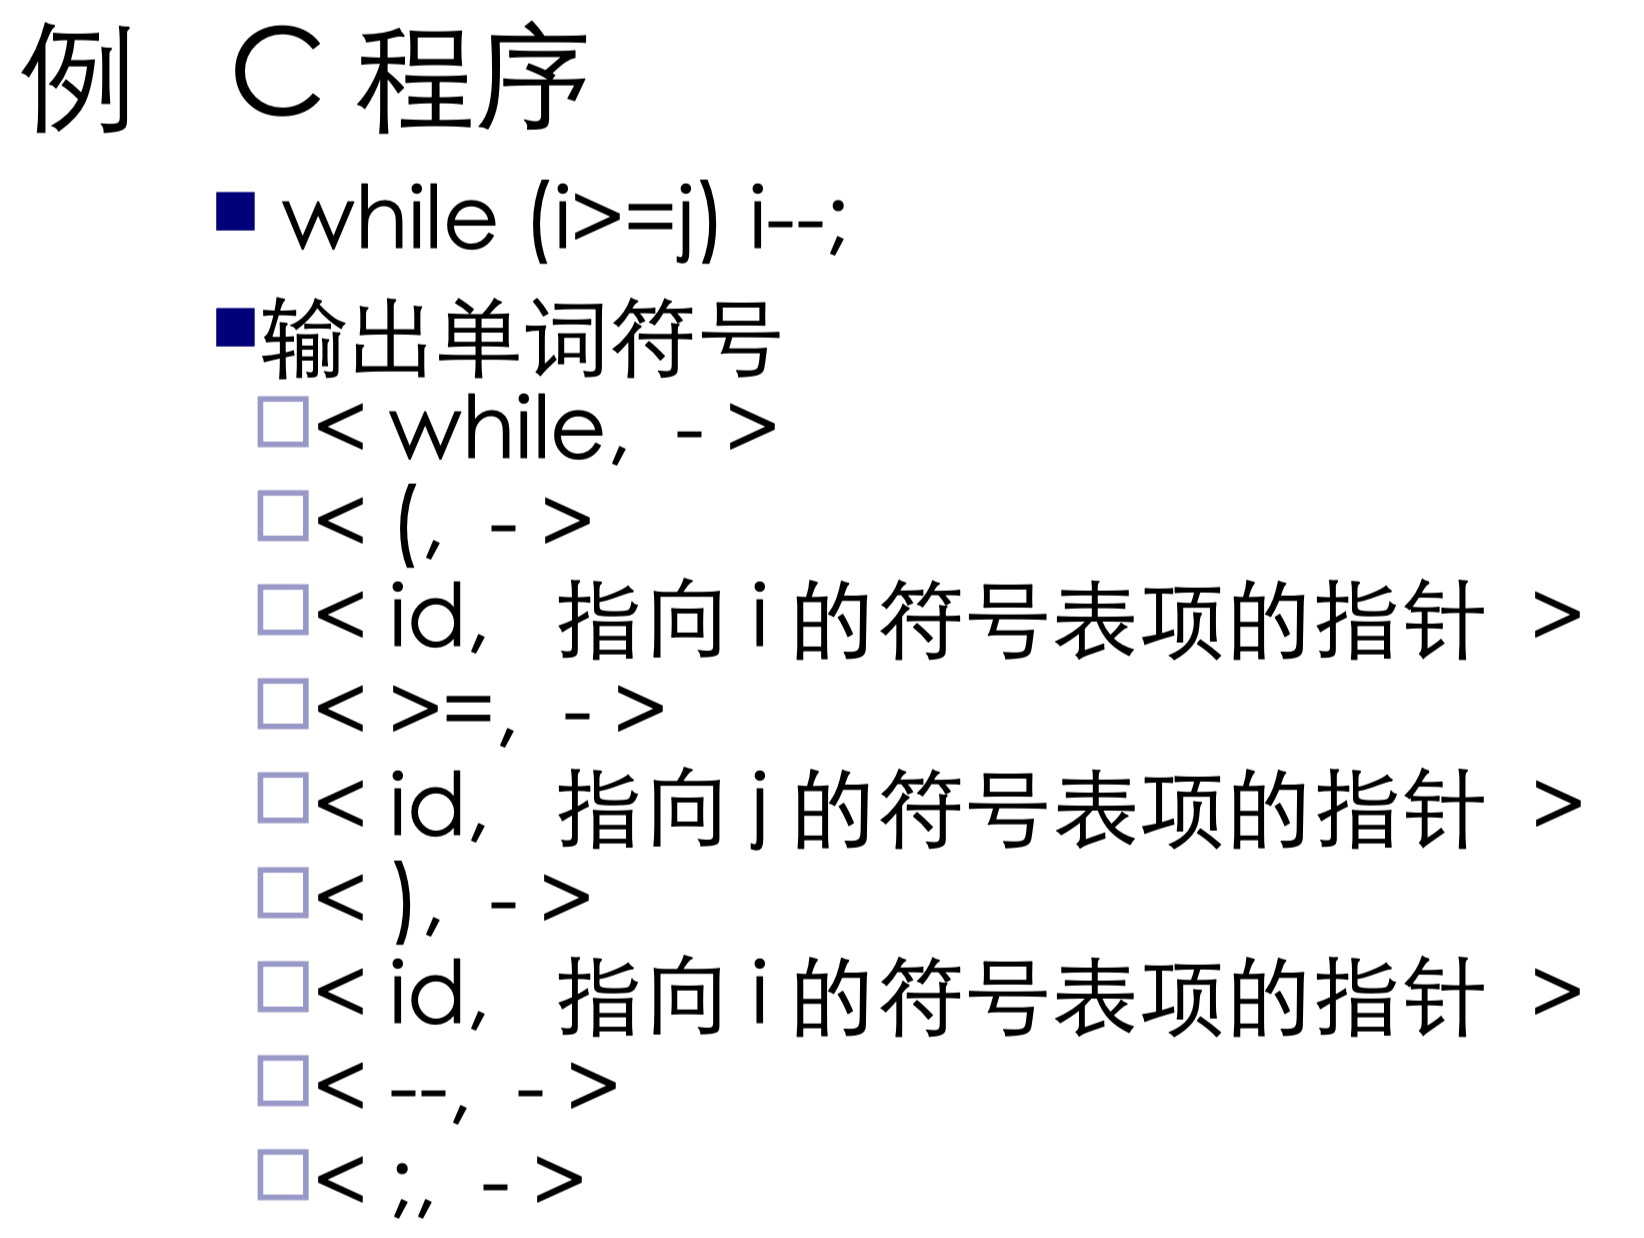 例 C 程序
while (i>=j) i--;
输出单词符号
< while, - >
< (, - >
< id, 指向 i 的符号表项的指针 >
< >=, - >
< id, 指向 j 的符号表项的指针 >
< ), - >
< id, 指向 i 的符号表项的指针 >
< --, - >
< ;, - >